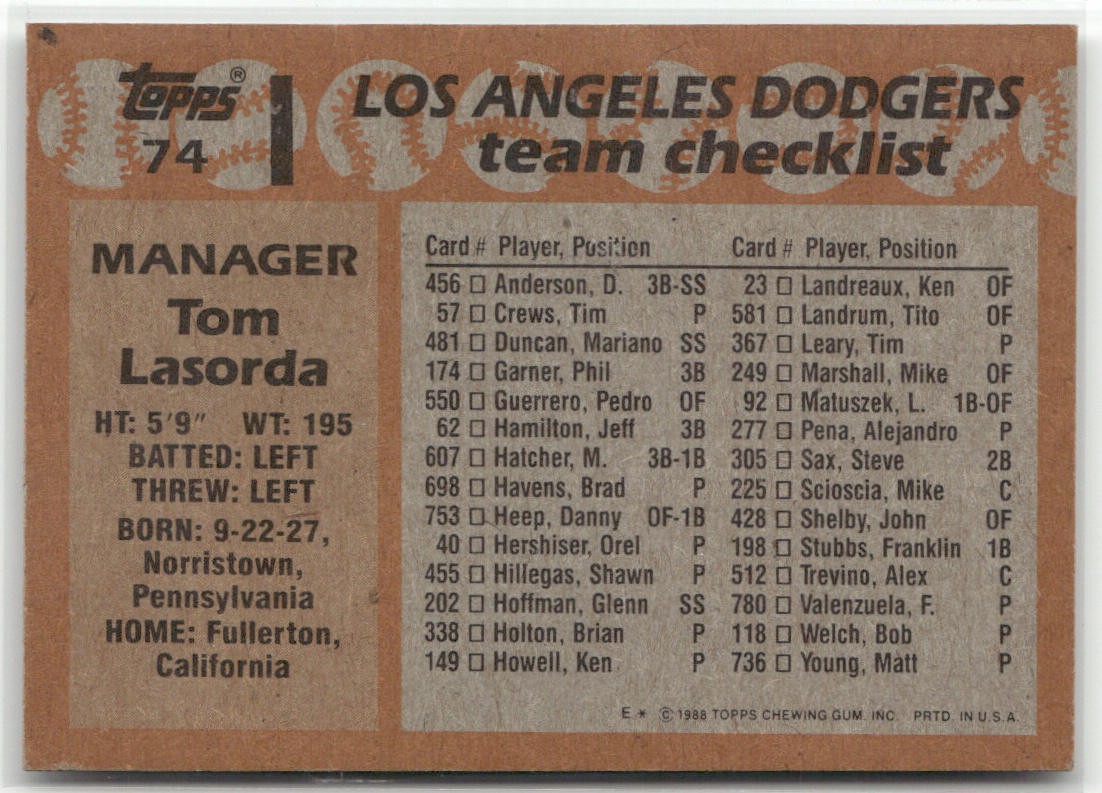 topps®
74
LOS ANGELES DODGERS
team checklist
MANAGER
Tom
Lasorda
HT: 5'9" WT: 195
BATTED: LEFT
THREW: LEFT
BORN: 9-22-27,
Norristown,
Pennsylvania
HOME: Fullerton,
California
Card # Player, Position
456 □ Anderson, D. 3B-SS
57 □ Crews, Tim P
481 □ Duncan, Mariano SS
174 □ Garner, Phil 3B
550 □ Guerrero, Pedro OF
62 □ Hamilton, Jeff 3B
607 □ Hatcher, M. 3B-1B
698 □ Havens, Brad P
753 □ Heep, Danny OF-1B
40 □ Hershiser, Orel P
455 □ Hillegas, Shawn P
202 □ Hoffman, Glenn SS
338 □ Holton, Brian P
149 □ Howell, Ken P
Card # Player, Position
23 □ Landreaux, Ken OF
581 □ Landrum, Tito OF
367 □ Leary, Tim P
249 □ Marshall, Mike OF
92 □ Matuszek, L. 1B-OF
277 □ Pena, Alejandro P
305 □ Sax, Steve 2B
225 □ Scioscia, Mike C
428 □ Shelby, John OF
198 □ Stubbs, Franklin 1B
512 □ Trevino, Alex C
780 □ Valenzuela, F. P
118 □ Welch, Bob P
736 □ Young, Matt P
E * © 1988 TOPPS CHEWING GUM. INC. PRTD. IN U.S.A.